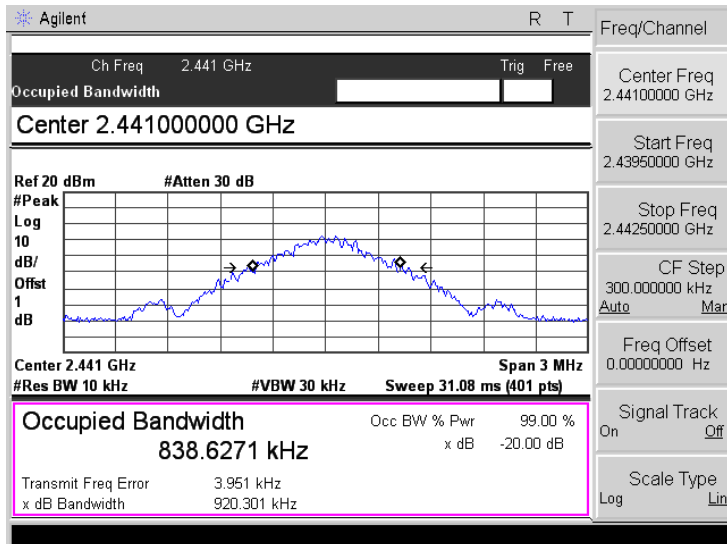 Agilent R T
Freq/Channel
Ch Freq 2.441 GHz Trig Free
Occupied Bandwidth
Center 2.441000000 GHz
Ref 20 dBm #Atten 30 dB
#Peak
Log
10
dB/
Offst
1
dB
Center 2.441 GHz Span 3 MHz
#Res BW 10 kHz #VBW 30 kHz Sweep 31.08 ms (401 pts)
Occupied Bandwidth Occ BW % Pwr 99.00 %
838.6271 kHz x dB -20.00 dB
Transmit Freq Error 3.951 kHz
x dB Bandwidth 920.301 kHz
Center Freq
2.44100000 GHz
Start Freq
2.43950000 GHz
Stop Freq
2.44250000 GHz
CF Step
300.000000 kHz
Auto Man
Freq Offset
0.00000000 Hz
Signal Track
On Off
Scale Type
Log Lin